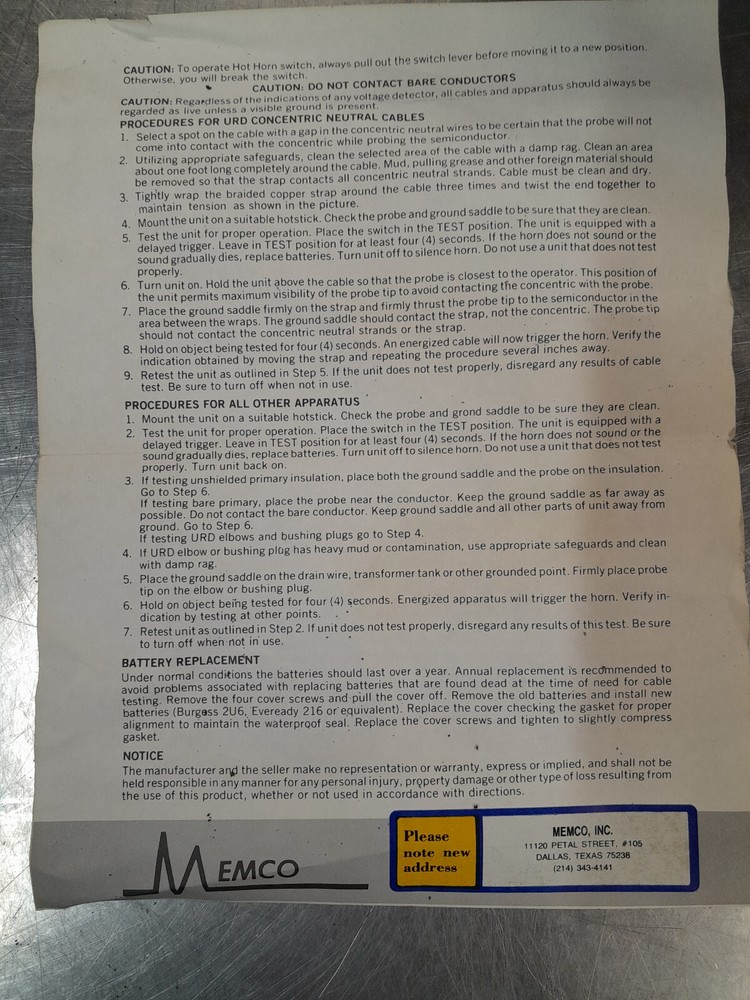 CAUTION: To operate Hot Horn switch, always pull out the switch lever before moving it to a new position.
Otherwise, you will break the switch.
CAUTION: DO NOT CONTACT BARE CONDUCTORS
CAUTION: Regardless of the indications of any voltage detector, all cables and apparatus should always be
regarded as live unless a visible ground is present.
PROCEDURES FOR URD CONCENTRIC NEUTRAL CABLES
1. Select a spot on the cable with a gap in the concentric neutral wires to be certain that the probe will not
come into contact with the concentric while probing the semiconductor.
2. Utilizing appropriate safeguards, clean the selected area of the cable with a damp rag. Clean an area
about one foot long completely around the cable. Mud, pulling grease and other foreign material should
be removed so that the strap contacts all concentric neutral strands. Cable must be clean and dry.
3. Tightly wrap the braided copper strap around the cable three times and twist the end together to
maintain tension as shown in the picture.
4. Mount the unit on a suitable hotstick. Check the probe and ground saddle to be sure that they are clean.
5. Test the unit for proper operation. Place the switch in the TEST position. The unit is equipped with a
delayed trigger. Leave in TEST position for at least four (4) seconds. If the horn does not sound or the
sound gradually dies, replace batteries. Turn unit off to silence horn. Do not use a unit that does not test
properly.
6. Turn unit on. Hold the unit above the cable so that the probe is closest to the operator. This position of
the unit permits maximum visibility of the probe tip to avoid contacting the concentric with the probe.
7. Place the ground saddle firmly on the strap and firmly thrust the probe tip to the semiconductor in the
area between the wraps. The ground saddle should contact the strap, not the concentric. The probe tip
should not contact the concentric neutral strands or the strap.
8. Hold on object being tested for four (4) seconds. An energized cable will now trigger the horn. Verify the
indication obtained by moving the strap and repeating the procedure several inches away.
9. Retest the unit as outlined in Step 5. If the unit does not test properly, disregard any results of cable
test. Be sure to turn off when not in use.
PROCEDURES FOR ALL OTHER APPARATUS
1. Mount the unit on a suitable hotstick. Check the probe and grond saddle to be sure they are clean.
2. Test the unit for proper operation. Place the switch in the TEST position. The unit is equipped with a
delayed trigger. Leave in TEST position for at least four (4) seconds. If the horn does not sound or the
sound gradually dies, replace batteries. Turn unit off to silence horn. Do not use a unit that does not test
properly. Turn unit back on.
3. If testing unshielded primary insulation, place both the ground saddle and the probe on the insulation.
Go to Step 6.
If testing bare primary, place the probe near the conductor. Keep the ground saddle as far away as
possible. Do not contact the bare conductor. Keep ground saddle and all other parts of unit away from
ground. Go to Step 6.
If testing URD elbows and bushing plugs go to Step 4.
4. If URD elbow or bushing plug has heavy mud or contamination, use appropriate safeguards and clean
with damp rag.
5. Place the ground saddle on the drain wire, transformer tank or other grounded point. Firmly place probe
tip on the elbow or bushing plug.
6. Hold on object being tested for four (4) seconds. Energized apparatus will trigger the horn. Verify in-
dication by testing at other points.
7. Retest unit as outlined in Step 2. If unit does not test properly, disregard any results of this test. Be sure
to turn off when not in use.
BATTERY REPLACEMENT
Under normal conditions the batteries should last over a year. Annual replacement is recommended to
avoid problems associated with replacing batteries that are found dead at the time of need for cable
testing. Remove the four cover screws and pull the cover off. Remove the old batteries and install new
batteries (Burgess 2U6, Eveready 216 or equivalent). Replace the cover checking the gasket for proper
alignment to maintain the waterproof seal. Replace the cover screws and tighten to slightly compress
gasket.
NOTICE
The manufacturer and the seller make no representation or warranty, express or implied, and shall not be
held responsible in any manner for any personal injury, property damage or other type of loss resulting from
the use of this product, whether or not used in accordance with directions.
MEMCO
Please
note new
address
MEMCO, INC.
11120 PETAL STREET, #105
DALLAS, TEXAS 75238
(214) 343-4141